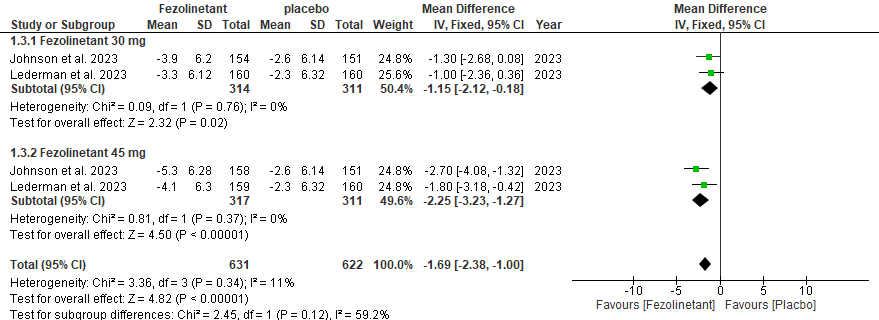 Fezolinetant placebo Mean Difference Mean Difference
Study or Subgroup Mean SD Total Mean SD Total Weight IV, Fixed, 95% CI IV, Fixed, 95% CI
1.3.1 Fezolinetant 30 mg
Johnson et al. 2023 -3.9 6.2 154 -2.6 6.14 151 24.8% -1.30 [-2.68, 0.08] 2023
Lederman et al. 2023 -3.3 6.12 160 -2.3 6.32 160 25.6% -1.00 [-2.36, 0.36] 2023
Subtotal (95% CI) 314 311 50.4% -1.15 [-2.12, -0.18]
Heterogeneity: Chi² = 0.09, df = 1 (P = 0.76); I² = 0%
Test for overall effect: Z = 2.32 (P = 0.02)
1.3.2 Fezolinetant 45 mg
Johnson et al. 2023 -5.3 6.28 158 -2.6 6.14 151 24.8% -2.70 [-4.08, -1.32] 2023
Lederman et al. 2023 -4.1 6.3 159 -2.3 6.32 160 24.8% -1.80 [-3.18, -0.42] 2023
Subtotal (95% CI) 317 311 49.6% -2.25 [-3.23, -1.27]
Heterogeneity: Chi² = 0.81, df = 1 (P = 0.37); I² = 0%
Test for overall effect: Z = 4.50 (P < 0.00001)
Total (95% CI) 631 622 100.0% -1.69 [-2.38, -1.00]
Heterogeneity: Chi² = 3.36, df = 3 (P = 0.34); I² = 11%
Test for overall effect: Z = 4.82 (P < 0.00001)
Test for subgroup differences: Chi² = 2.45, df = 1 (P = 0.12), I² = 59.2%
-10 -5 0 5 10
Favours [Fezolinetant] Favours [Placbo]